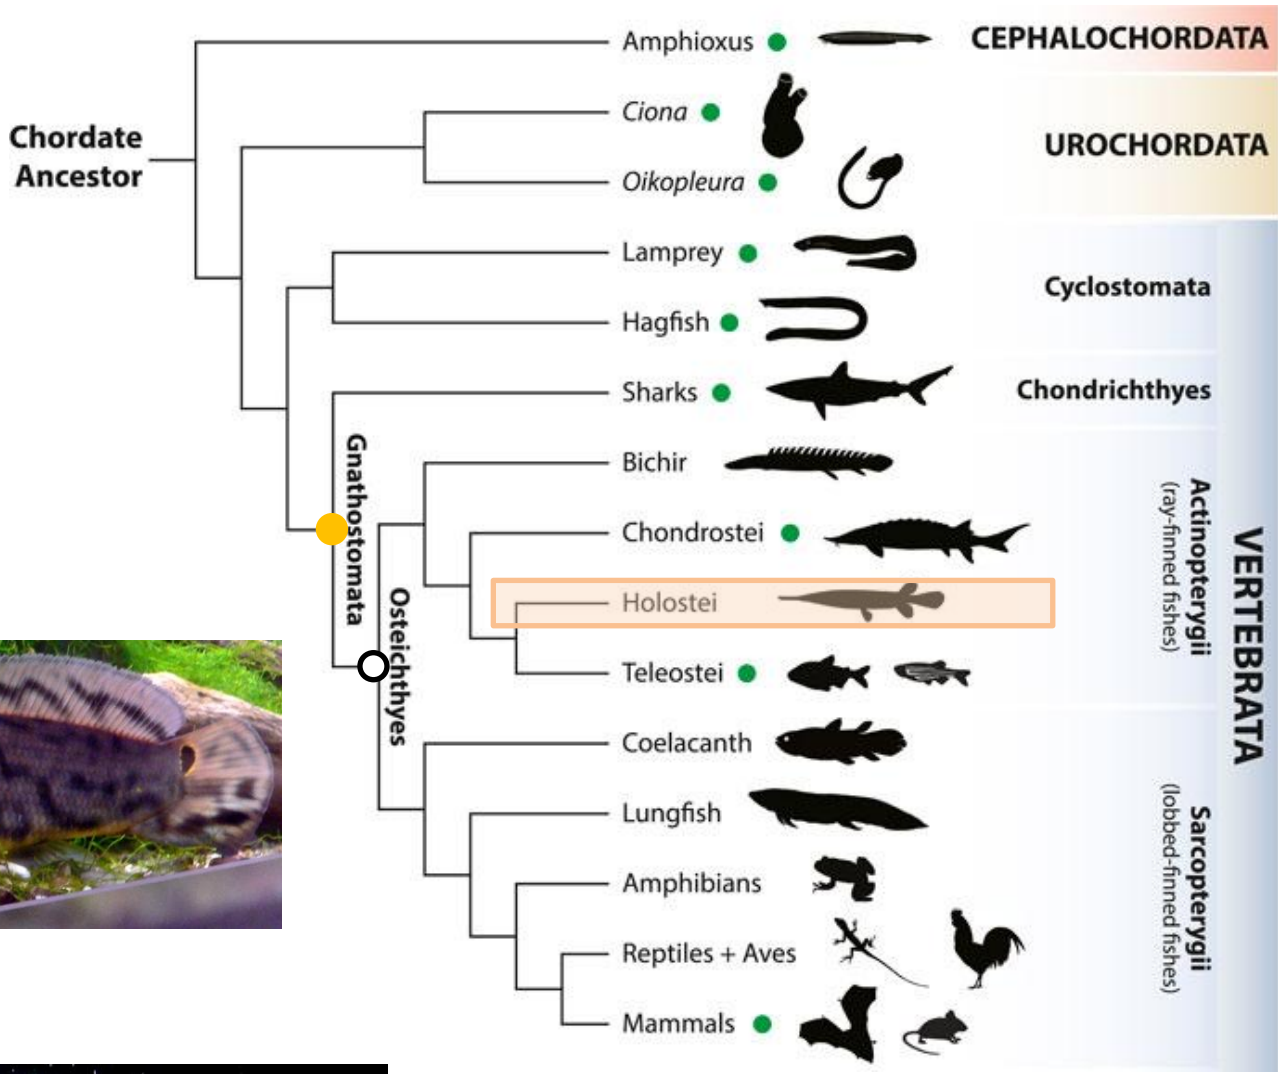 Amphioxus
CEPHALOCHORDATA
Chordate
Ancestor
Ciona
UROCHORDATA
Oikopleura
Lamprey
Cyclostomata
Hagfish
Sharks
Chondrichthyes
Gnathostomata
Bichir
Actinopterygii
(ray-finned fishes)
Chondrostei
VERTEBRATA
Holostei
Osteichthyes
Teleostei
Coelacanth
Lungfish
Sarcopterygii
(lobbed-finned fishes)
Amphibians
Reptiles + Aves
Mammals